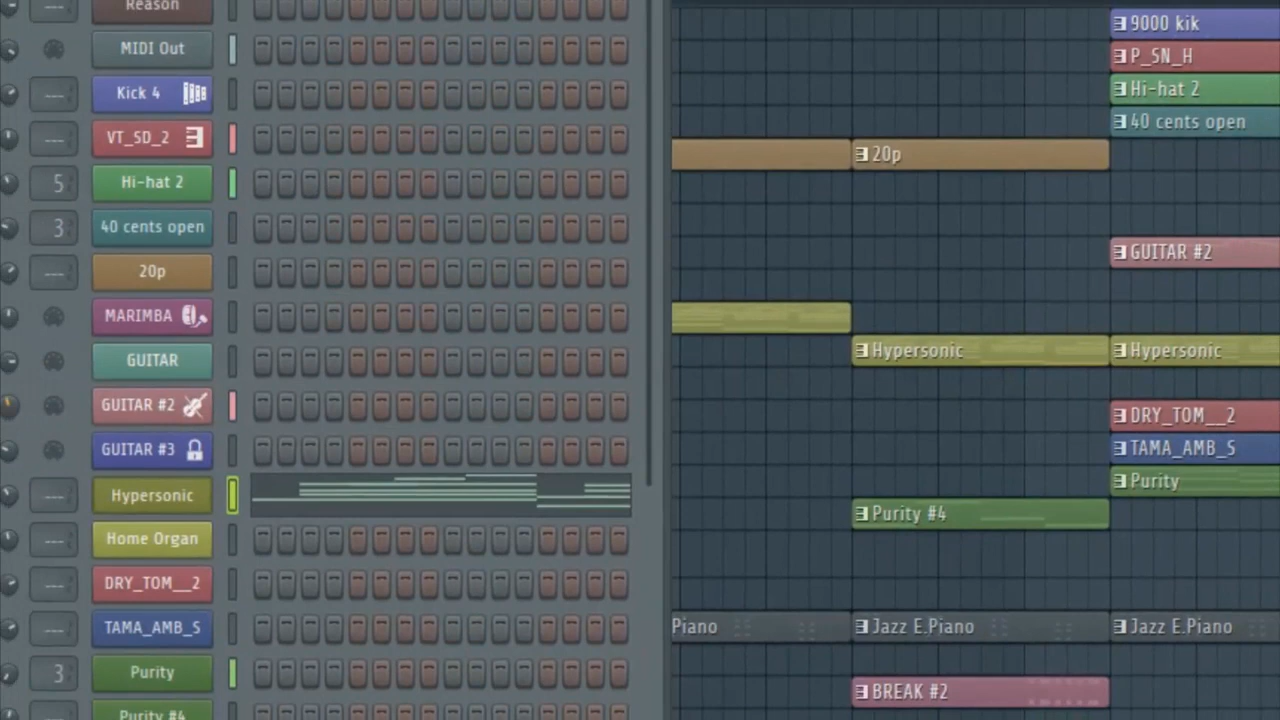 Reason
MIDI Out
--- Kick 4
--- VT_SD_2
5 Hi-hat 2
3 40 cents open
--- 20p
MARIMBA
GUITAR
GUITAR #2
GUITAR #3
--- Hypersonic
--- Home Organ
--- DRY_TOM__2
--- TAMA_AMB_S
3 Purity
Purity #4
9000 kik
P_SN_H
Hi-hat 2
40 cents open
20p
GUITAR #2
Hypersonic Hypersonic
DRY_TOM__2
TAMA_AMB_S
Purity
Purity #4
Piano Jazz E.Piano Jazz E.Piano
BREAK #2